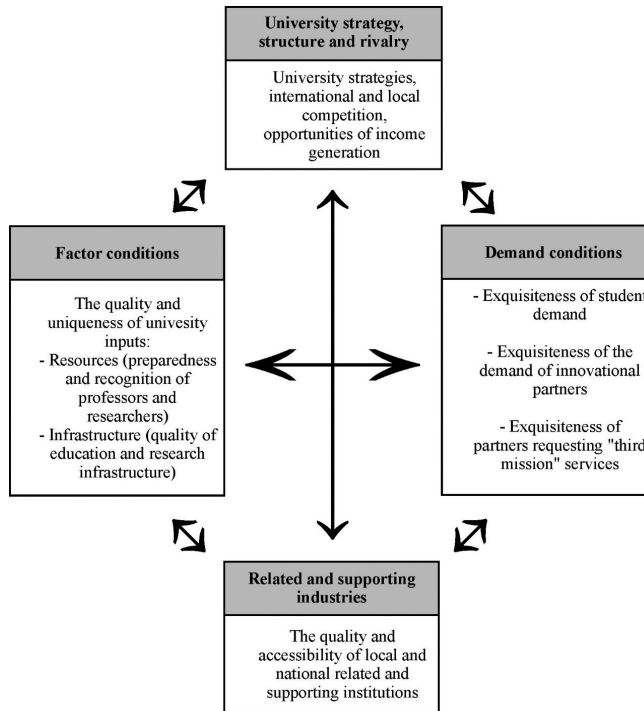 University strategy,
structure and rivalry
University strategies,
international and local
competition,
opportunities of income
generation
Factor conditions
The quality and
uniqueness of univesity
inputs:
- Resources (preparedness
and recognition of
professors and
researchers)
- Infrastructure (quality of
education and research
infrastructure)
Demand conditions
- Exquisiteness of student
demand
- Exquisiteness of the
demand of innovational
partners
- Exquisiteness of
partners requesting "third
mission" services
Related and supporting
industries
The quality and
accessibility of local and
national related and
supporting institutions